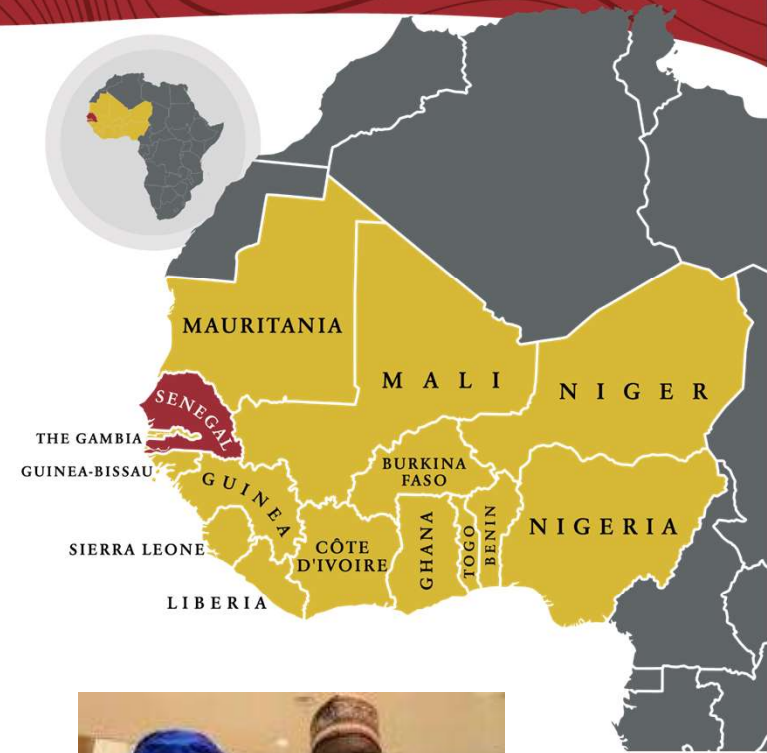 MAURITANIA
MALI
NIGER
SENEGAL
THE GAMBIA
GUINEA-BISSAU
GUINEA
BURKINA
FASO
SIERRA LEONE
CÔTE
D'IVOIRE
GHANA
TOGO
BENIN
NIGERIA
LIBERIA